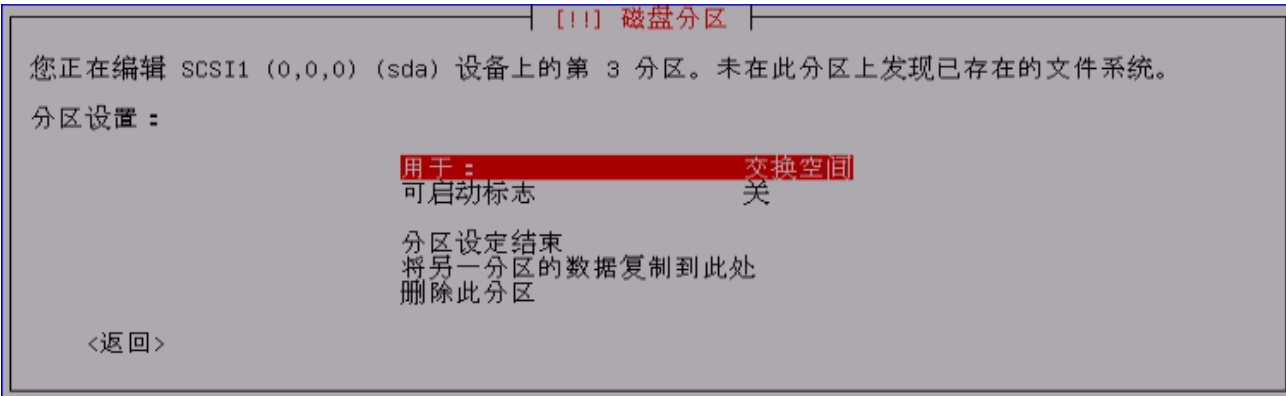 [!!] 磁盘分区
您正在编辑 SCSI1 (0,0,0) (sda) 设备上的第 3 分区。未在此分区上发现已存在的文件系统。
分区设置：
用于： 交换空间
可启动标志 关
分区设定结束
将另一分区的数据复制到此处
删除此分区
<返回>